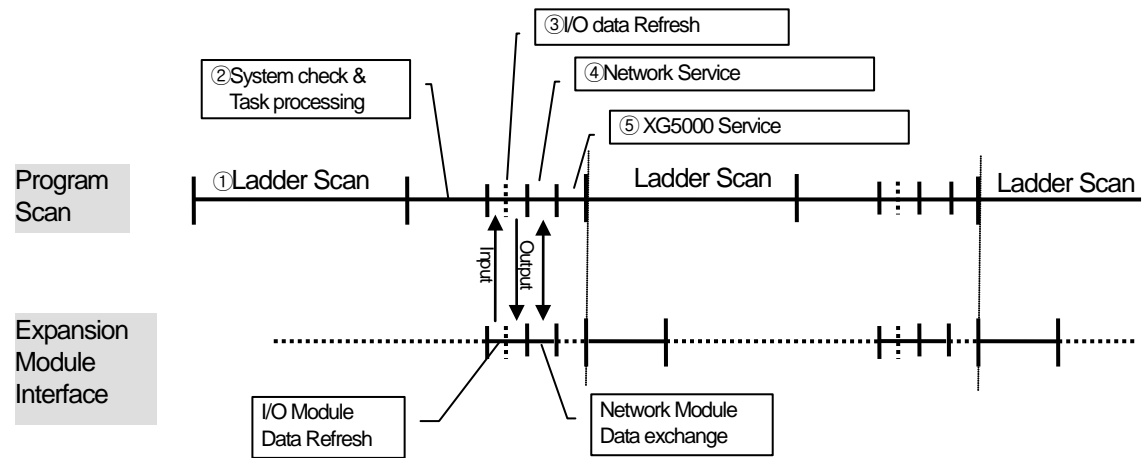 ③I/O data Refresh
②System check &
Task processing
④Network Service
⑤ XG5000 Service
Program
Scan
①Ladder Scan
Ladder Scan
Ladder Scan
Input
Output
Expansion
Module
Interface
I/O Module
Data Refresh
Network Module
Data exchange